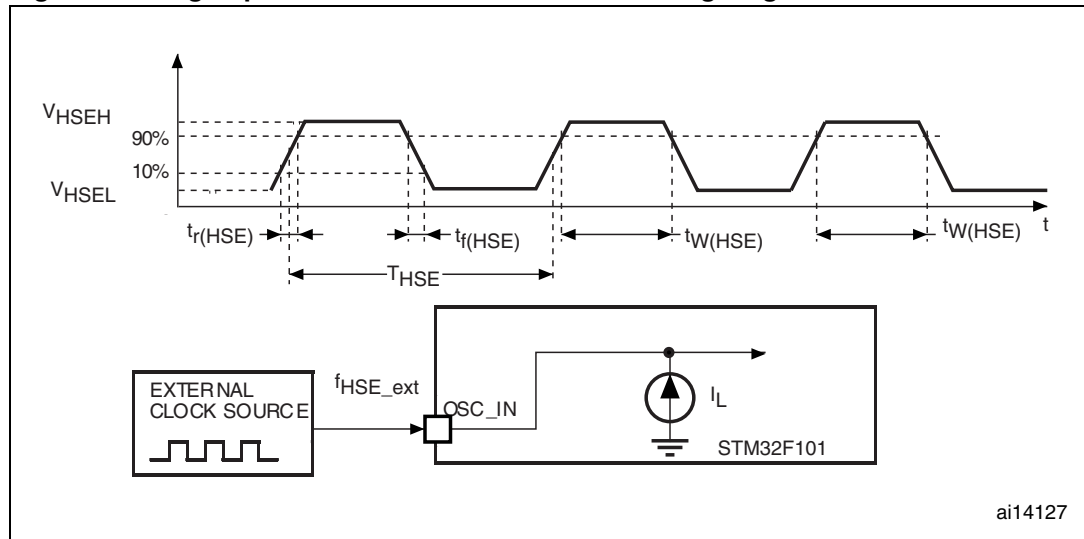 VHSEH
90%
10%
VHSEL
tr(HSE)
tf(HSE)
tW(HSE)
tW(HSE)
t
THSE
EXTERNAL
CLOCK SOURCE
fHSE_ext
OSC_IN
IL
STM32F101
ai14127